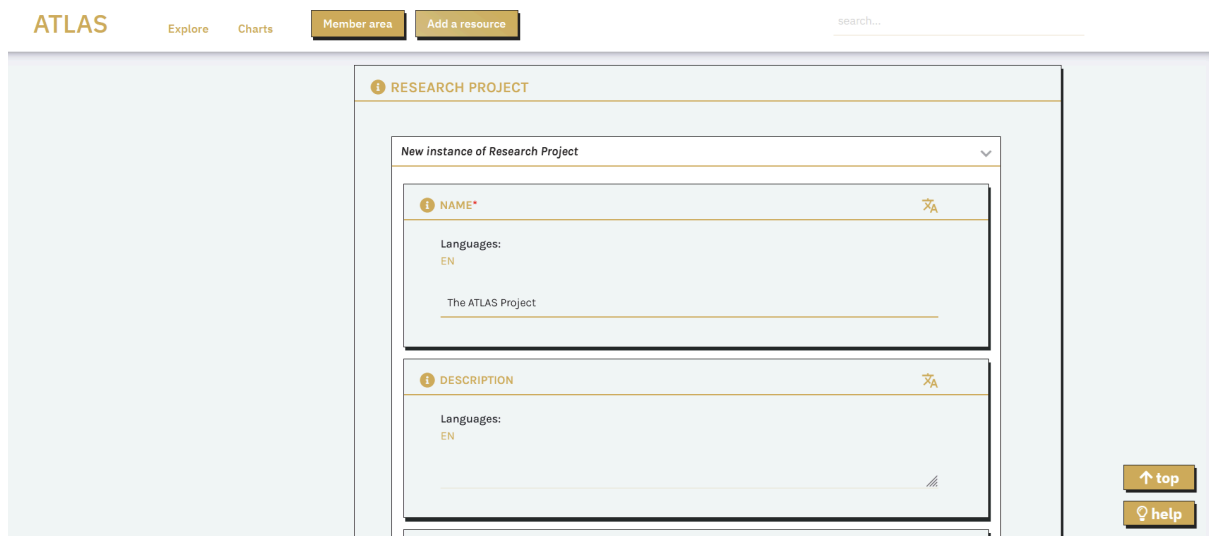 ATLAS
Explore
Charts
Member area
Add a resource
search...
RESEARCH PROJECT
New instance of Research Project
NAME*
Languages:
EN
The ATLAS Project
DESCRIPTION
Languages:
EN
top
help